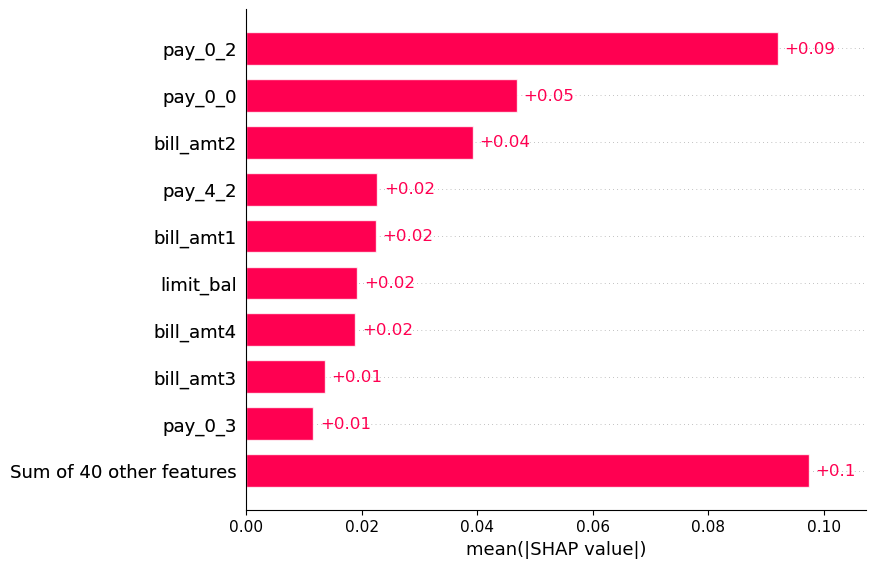 pay_0_2 +0.09
pay_0_0 +0.05
bill_amt2 +0.04
pay_4_2 +0.02
bill_amt1 +0.02
limit_bal +0.02
bill_amt4 +0.02
bill_amt3 +0.01
pay_0_3 +0.01
Sum of 40 other features +0.1
0.00 0.02 0.04 0.06 0.08 0.10
mean(|SHAP value|)